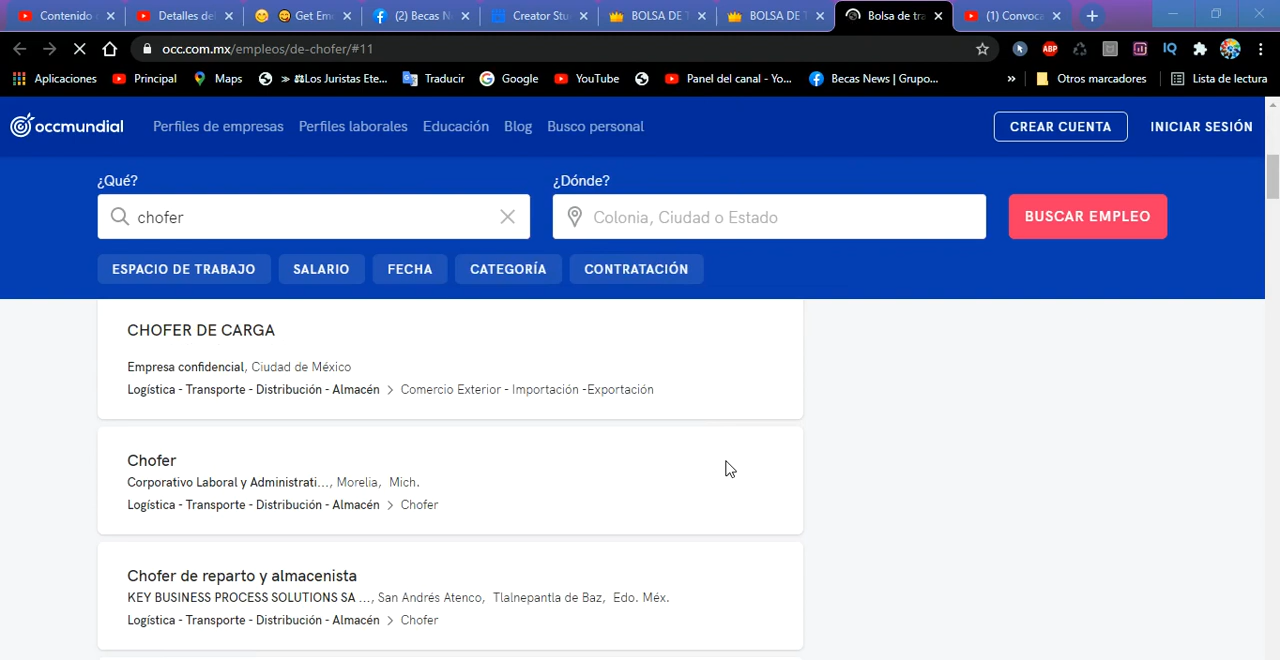 Contenido
Detalles del
Get Em
(2) Becas N
Creator Stu
BOLSA DE T
BOLSA DE T
Bolsa de tra
(1) Convoca
occ.com.mx/empleos/de-chofer/#11
ABP
IQ
Aplicaciones
Principal
Maps
» ⚖Los Juristas Ete...
Traducir
Google
YouTube
Panel del canal - Yo...
Becas News | Grupo...
»
Otros marcadores
Lista de lectura
occmundial
Perfiles de empresas
Perfiles laborales
Educación
Blog
Busco personal
CREAR CUENTA
INICIAR SESIÓN
¿Qué?
¿Dónde?
chofer
Colonia, Ciudad o Estado
BUSCAR EMPLEO
ESPACIO DE TRABAJO
SALARIO
FECHA
CATEGORÍA
CONTRATACIÓN
CHOFER DE CARGA
Empresa confidencial, Ciudad de México
Logística - Transporte - Distribución - Almacén > Comercio Exterior - Importación -Exportación
Chofer
Corporativo Laboral y Administrati..., Morelia, Mich.
Logística - Transporte - Distribución - Almacén > Chofer
Chofer de reparto y almacenista
KEY BUSINESS PROCESS SOLUTIONS SA ..., San Andrés Atenco, Tlalnepantla de Baz, Edo. Méx.
Logística - Transporte - Distribución - Almacén > Chofer